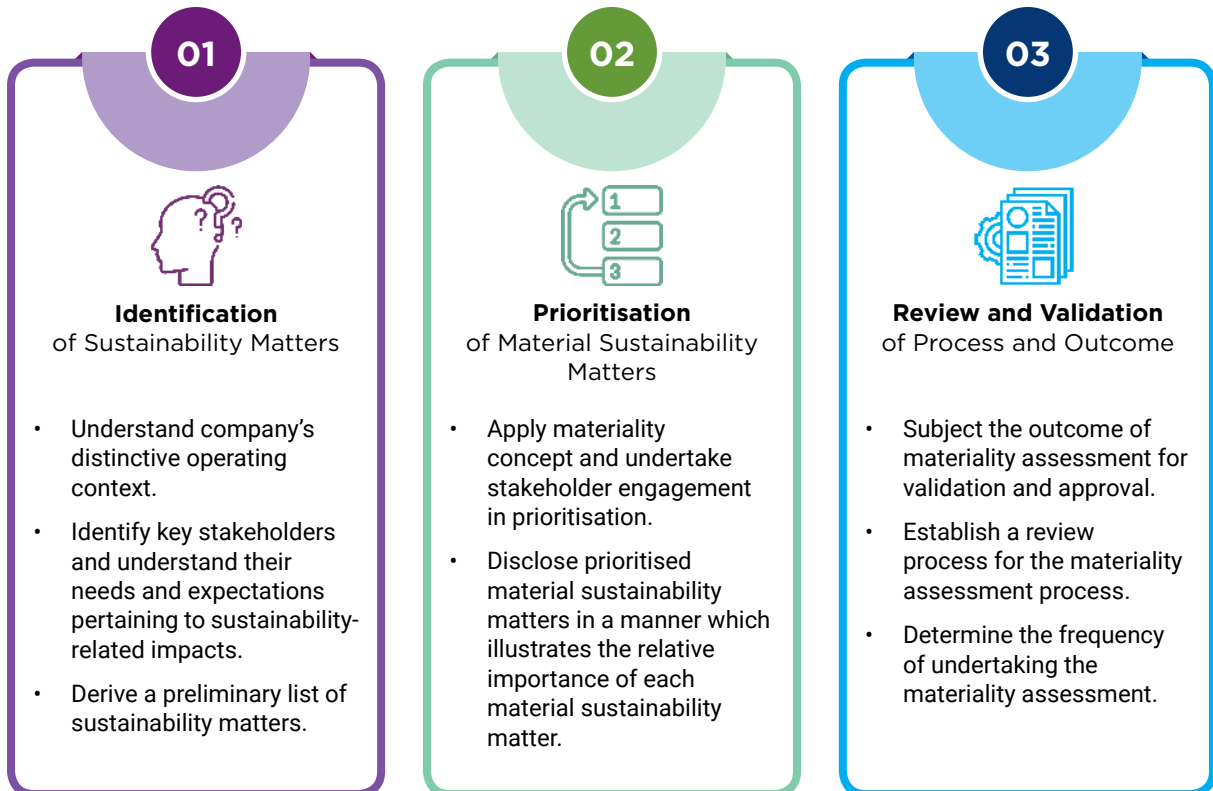 01
?
?
Identification
of Sustainability Matters
• Understand company’s
distinctive operating
context.
• Identify key stakeholders
and understand their
needs and expectations
pertaining to sustainability-
related impacts.
• Derive a preliminary list of
sustainability matters.
02
1
2
3
Prioritisation
of Material Sustainability
Matters
• Apply materiality
concept and undertake
stakeholder engagement
in prioritisation.
• Disclose prioritised
material sustainability
matters in a manner which
illustrates the relative
importance of each
material sustainability
matter.
03
Review and Validation
of Process and Outcome
• Subject the outcome of
materiality assessment for
validation and approval.
• Establish a review
process for the materiality
assessment process.
• Determine the frequency
of undertaking the
materiality assessment.